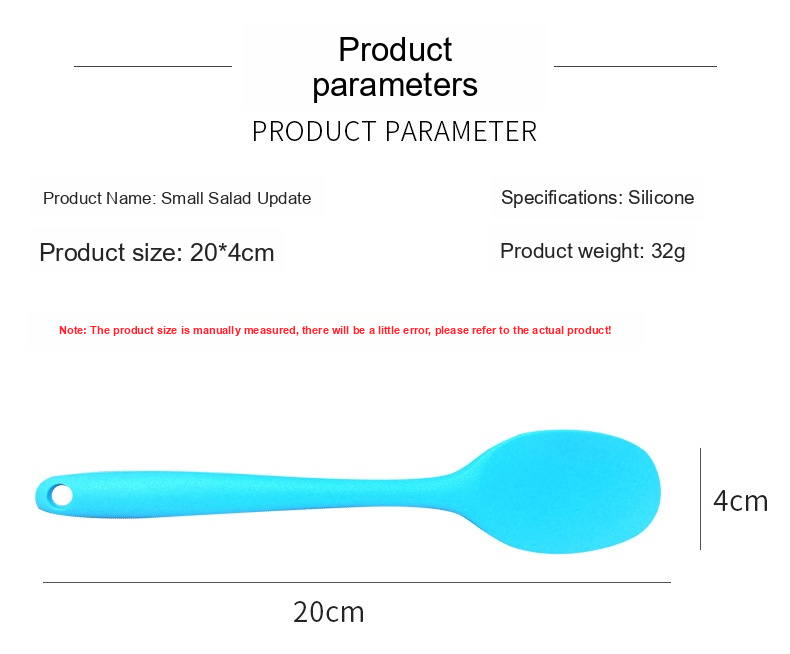 Product
parameters
PRODUCT PARAMETER
Product Name: Small Salad Update
Specifications: Silicone
Product size: 20*4cm
Product weight: 32g
Note: The product size is manually measured, there will be a little error, please refer to the actual product!
4cm
20cm